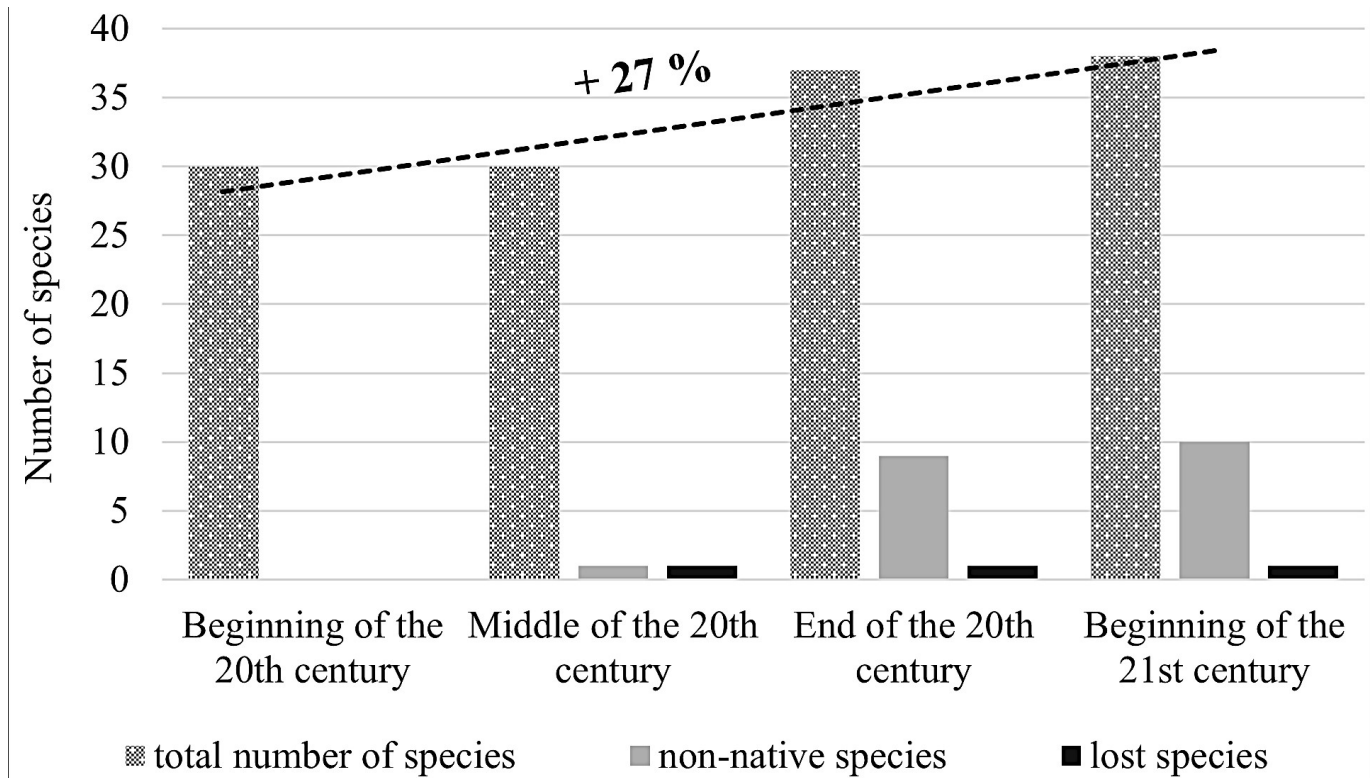 40
+ 27 %
35
30
25
20
15
10
5
0
Number of species
Beginning of the
20th century
Middle of the 20th
century
End of the 20th
century
Beginning of the
21st century
total number of species
non-native species
lost species